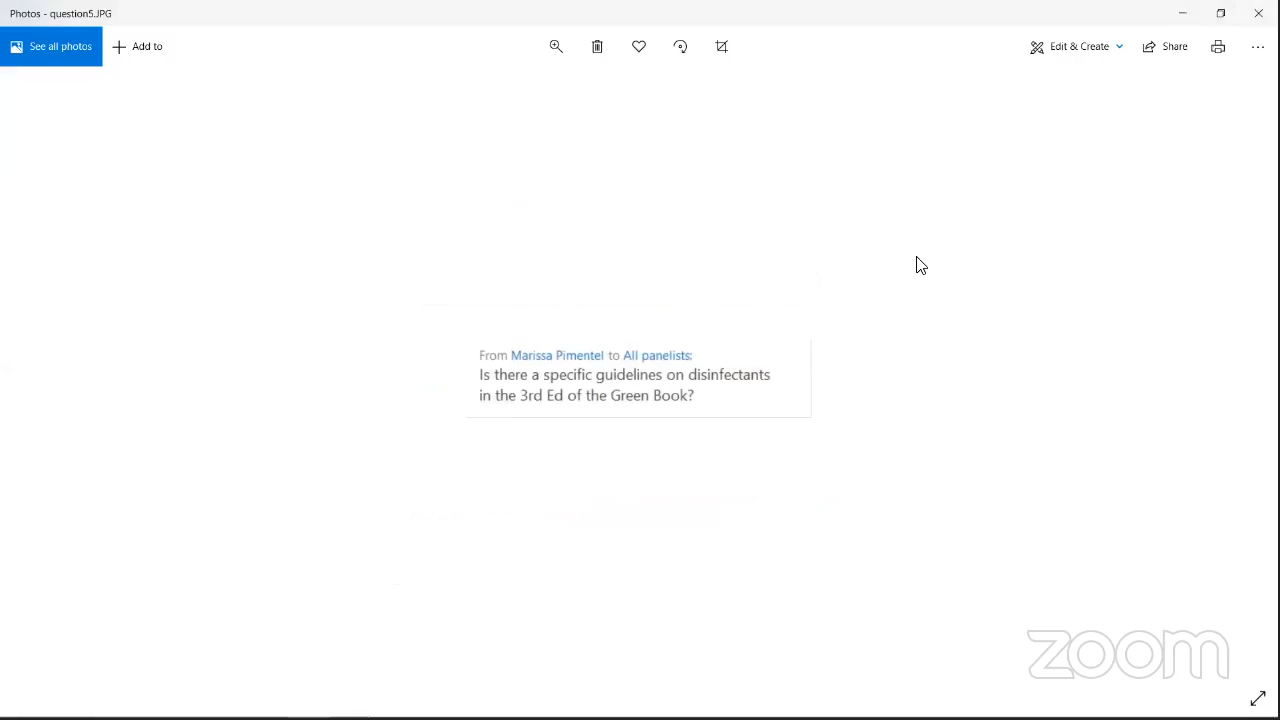 Photos - question5.JPG
See all photos
Add to
Edit & Create
Share
From Marissa Pimentel to All panelists:
Is there a specific guidelines on disinfectants
in the 3rd Ed of the Green Book?
zoom